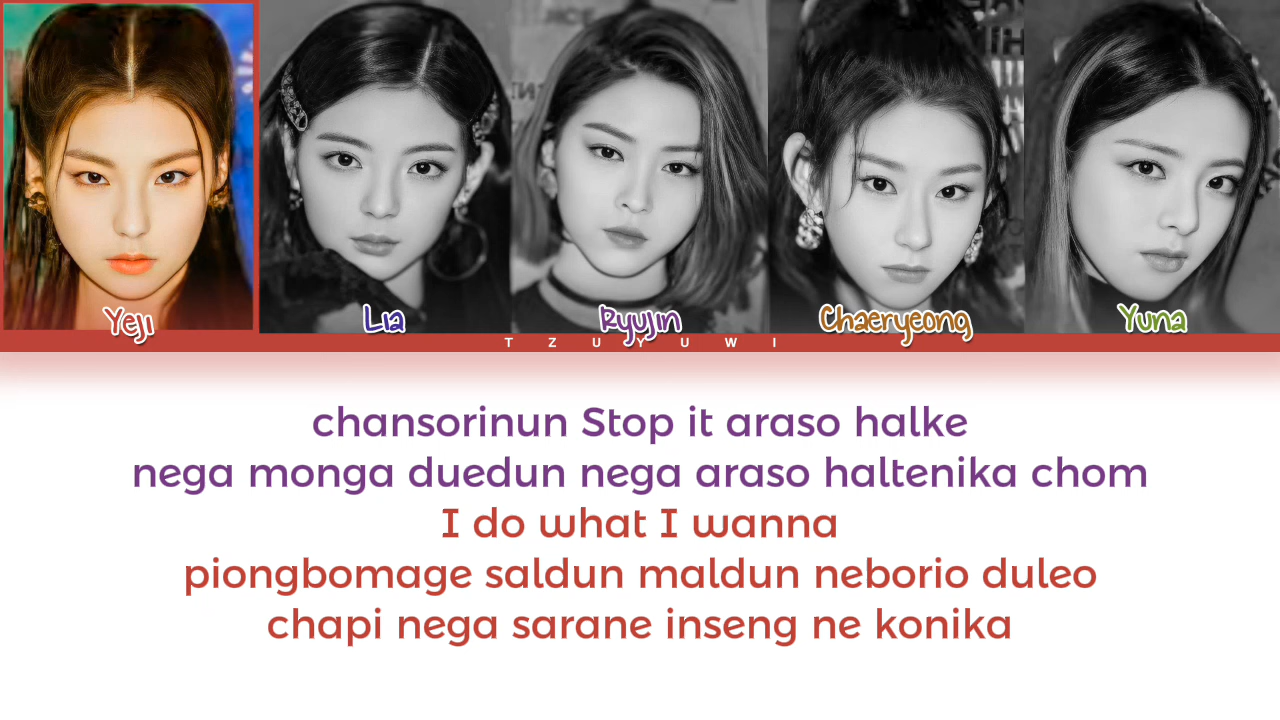 Yeji
Lia
Ryujin
Chaeryeong
Yuna
TZUYUWI
chansorinun Stop it araso halke
nega monga duedun nega araso haltenika chom
I do what I wanna
piongbomage saldun maldun neborio duleo
chapi nega sarane inseng ne konika